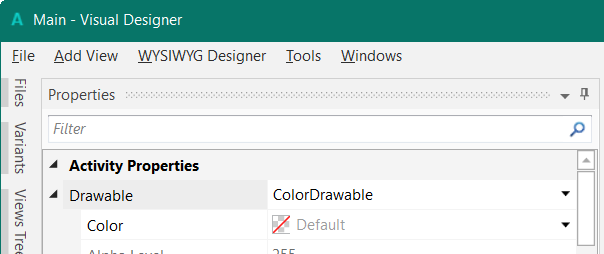 A Main - Visual Designer
File Add View WYSIWYG Designer Tools Windows
Files
Variants
Views Tree
Properties
Filter
Activity Properties
Drawable ColorDrawable
Color Default
Alpha Level 255